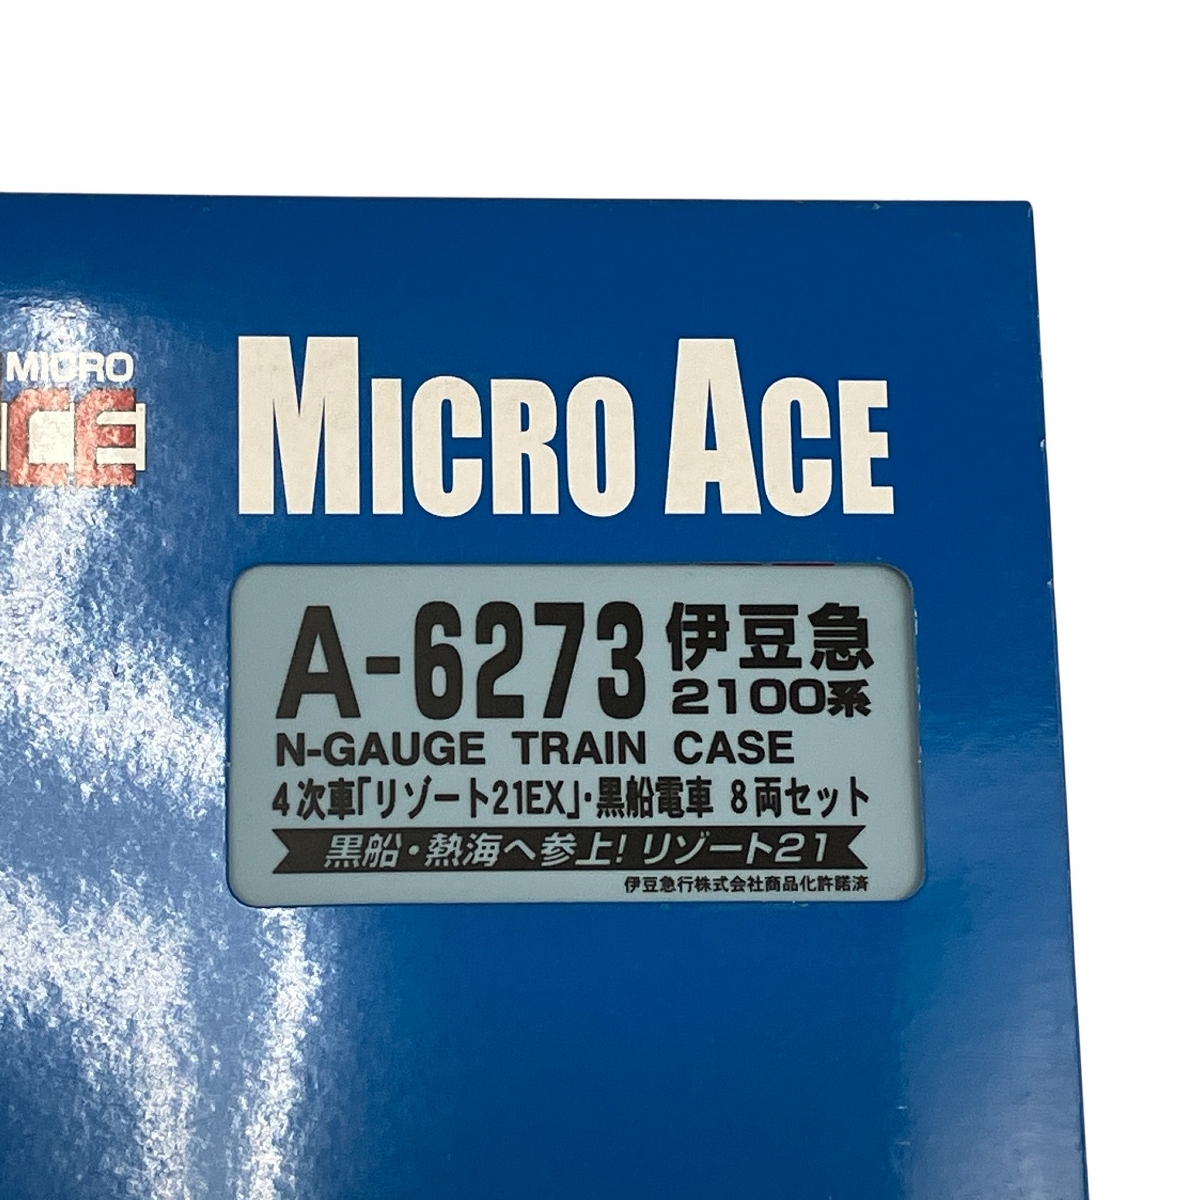 MICRO
CE
MICRO ACE
A-6273 伊豆急
2100系
N-GAUGE TRAIN CASE
4次車「リゾート21EX」・黒船電車 8両セット
黒船・熱海へ参上!リゾート21
伊豆急行株式会社商品化許諾済